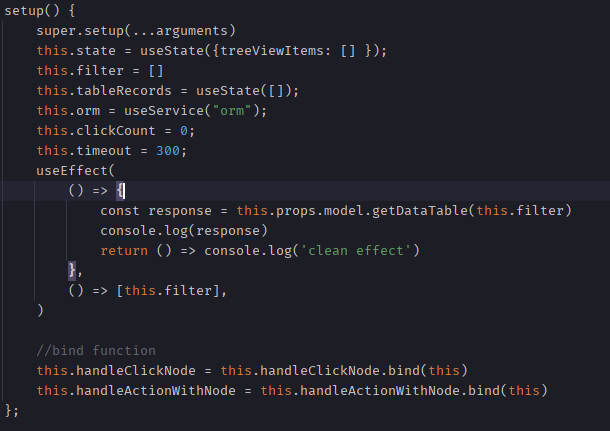 setup() {
    super.setup(...arguments)
    this.state = useState({treeViewItems: [] });
    this.filter = []
    this.tableRecords = useState([]);
    this.orm = useService("orm");
    this.clickCount = 0;
    this.timeout = 300;
    useEffect(
        () => {
            const response = this.props.model.getDataTable(this.filter)
            console.log(response)
            return () => console.log('clean effect')
        },
        () => [this.filter],
    )

    //bind function
    this.handleClickNode = this.handleClickNode.bind(this)
    this.handleActionWithNode = this.handleActionWithNode.bind(this)
};